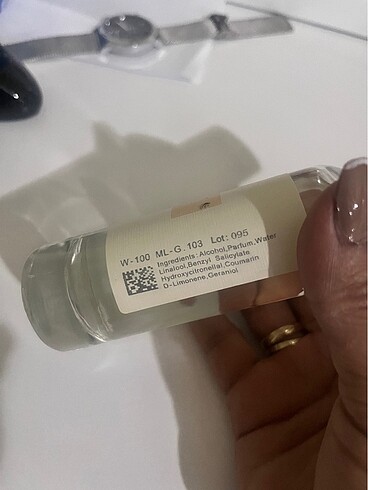 W-100 ML-G.103 Lot: 095
Ingredients: Alcohol,Parfum,Water
Linalool,Benzyl Salicylate
Hydroxycitronellal,Coumarin
D-Limonene,Geraniol